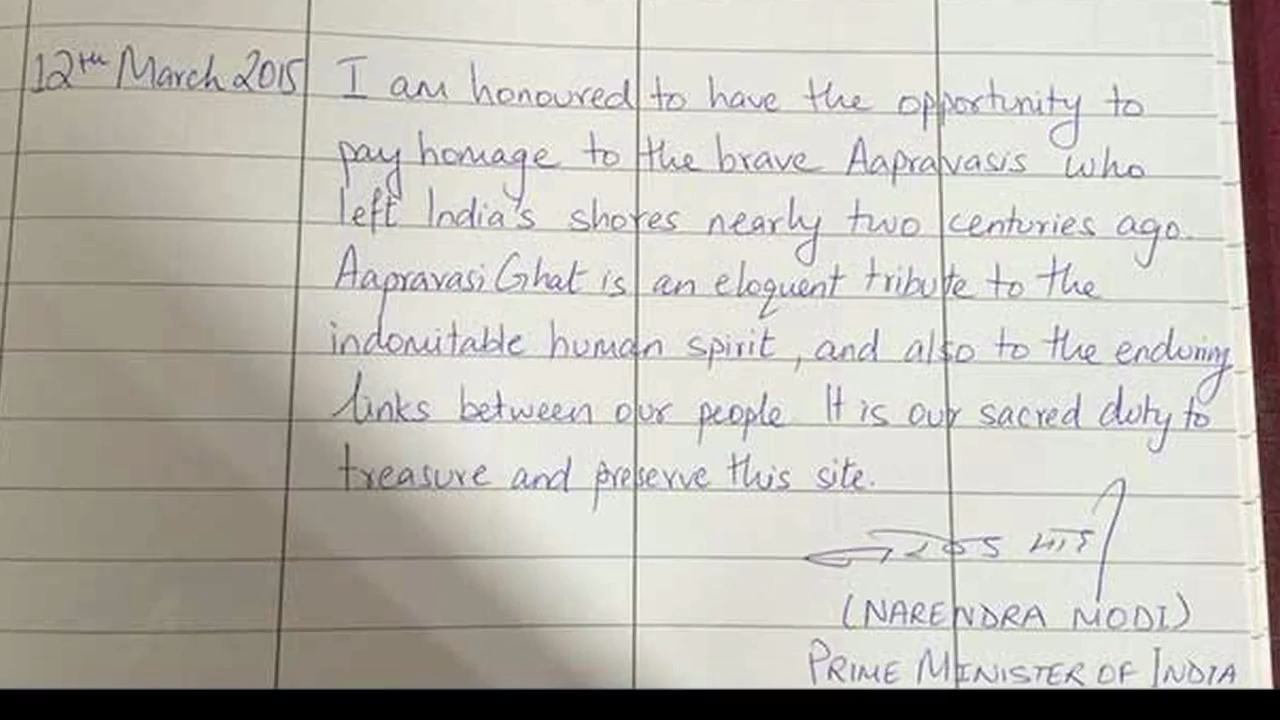 12th March 2015 I am honoured to have the opportunity to
pay homage to the brave Aapravasis who
left India's shores nearly two centuries ago.
Aapravasi Ghat is an eloquent tribute to the
indomitable human spirit, and also to the enduring
links between our people. It is our sacred duty to
treasure and preserve this site.
(NARENDRA MODI)
PRIME MINISTER OF INDIA